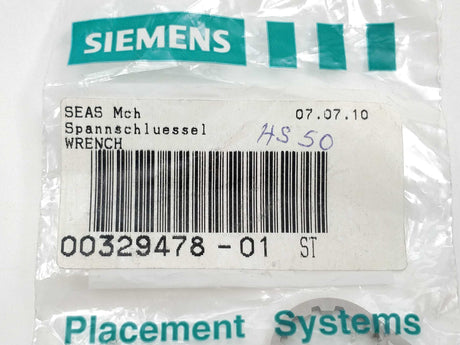 SIEMENS
SEAS Mch 07.07.10
Spannschluessel
WRENCH HS 50
00329478-01 ST
Placement Systems